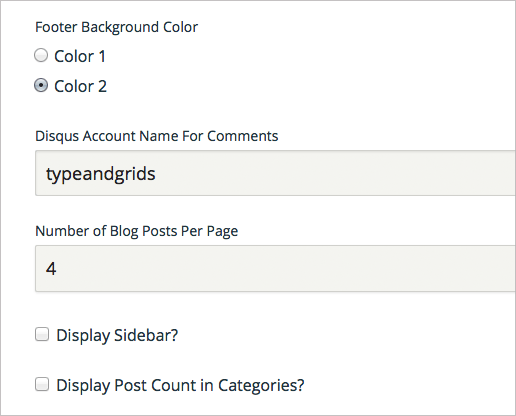 Footer Background Color
Color 1
Color 2
Disqus Account Name For Comments
typeandgrids
Number of Blog Posts Per Page
4
Display Sidebar?
Display Post Count in Categories?